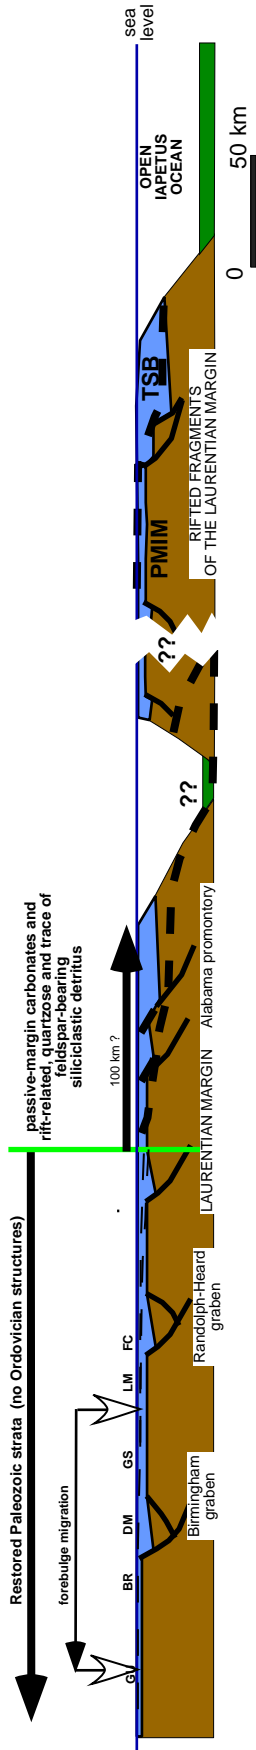 Restored Paleozoic strata (no Ordovician structures)
forebulge migration
passive-margin carbonates and
rift-related, quartzose and trace of
feldspar-bearing
siliciclastic detritus
100 km ?
sea
level
BR
DM
GS
LM
FC
OPEN
IAPETUS
OCEAN
??
??
PMIM
TSB
Birmingham
graben
Randolph-Heard
graben
LAURENTIAN MARGIN
Alabama promontory
RIFTED FRAGMENTS
OF THE LAURENTIAN MARGIN
0
50 km